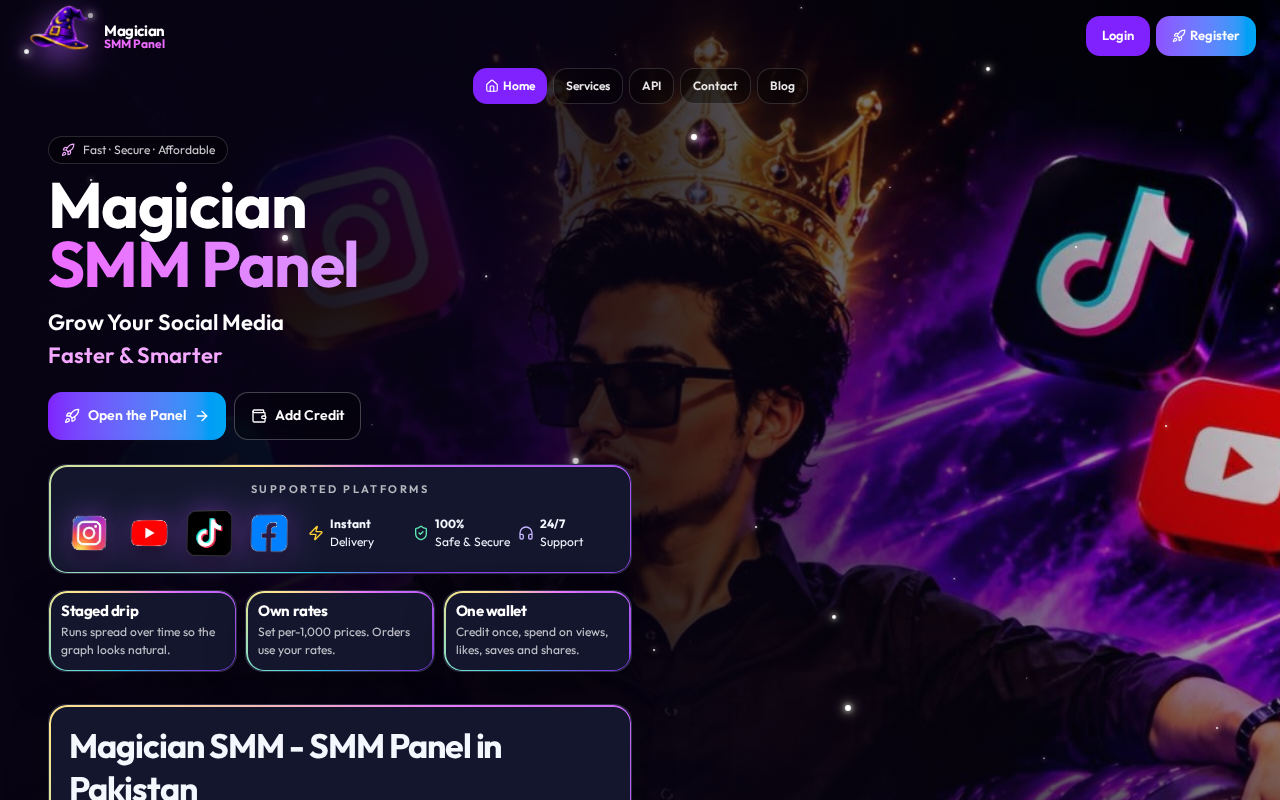 Magician
SMM Panel
Login
Register
Home
Services
API
Contact
Blog
Fast · Secure · Affordable
Magician
SMM Panel
Grow Your Social Media
Faster & Smarter
Open the Panel
Add Credit
SUPPORTED PLATFORMS
Instant
Delivery
100%
Safe & Secure
24/7
Support
Staged drip
Runs spread over time so the
graph looks natural.
Own rates
Set per-1,000 prices. Orders
use your rates.
One wallet
Credit once, spend on views,
likes, saves and shares.
Magician SMM - SMM Panel in
Pakistan